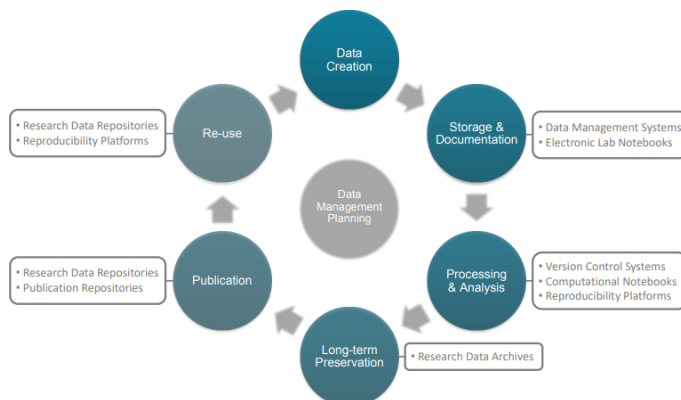 Data
Creation
Storage &
Documentation
• Data Management Systems
• Electronic Lab Notebooks
Processing
& Analysis
• Version Control Systems
• Computational Notebooks
• Reproducibility Platforms
Long-term
Preservation
• Research Data Archives
Publication
• Research Data Repositories
• Publication Repositories
Re-use
• Research Data Repositories
• Reproducibility Platforms
Data
Management
Planning